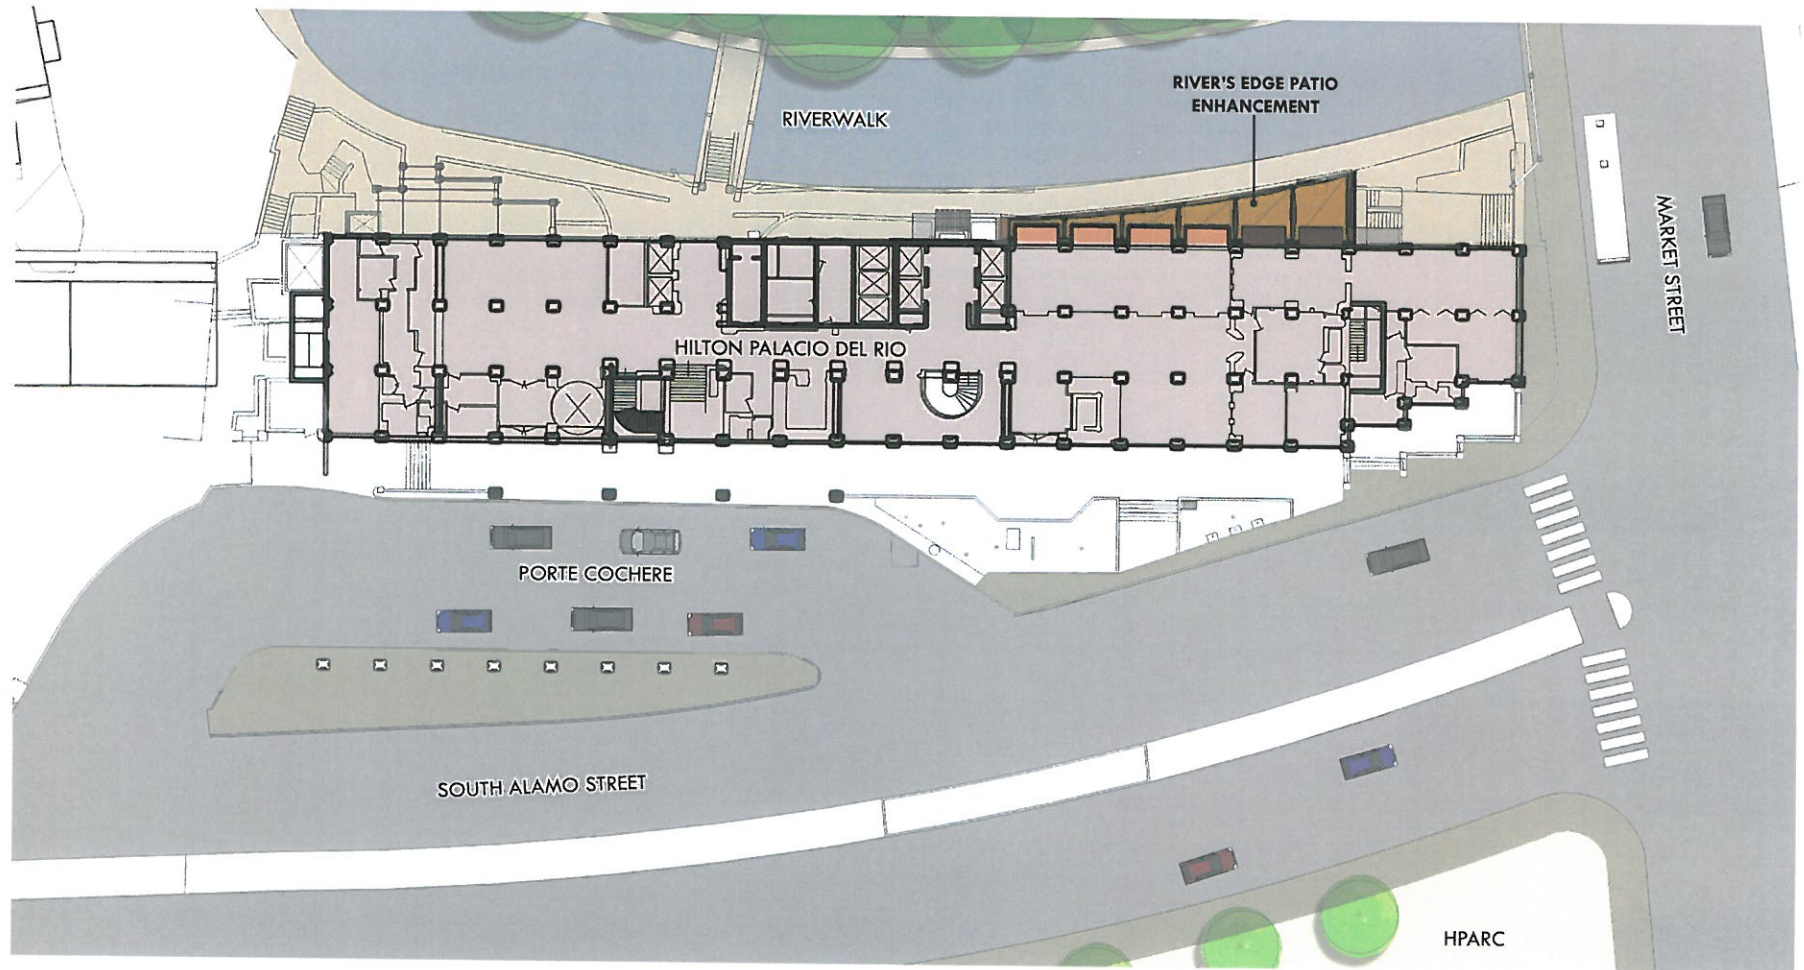 RIVER'S EDGE PATIO
ENHANCEMENT
RIVERWALK
MARKET STREET
HILTON PALACIO DEL RIO
PORTE COCHERE
SOUTH ALAMO STREET
HPARC